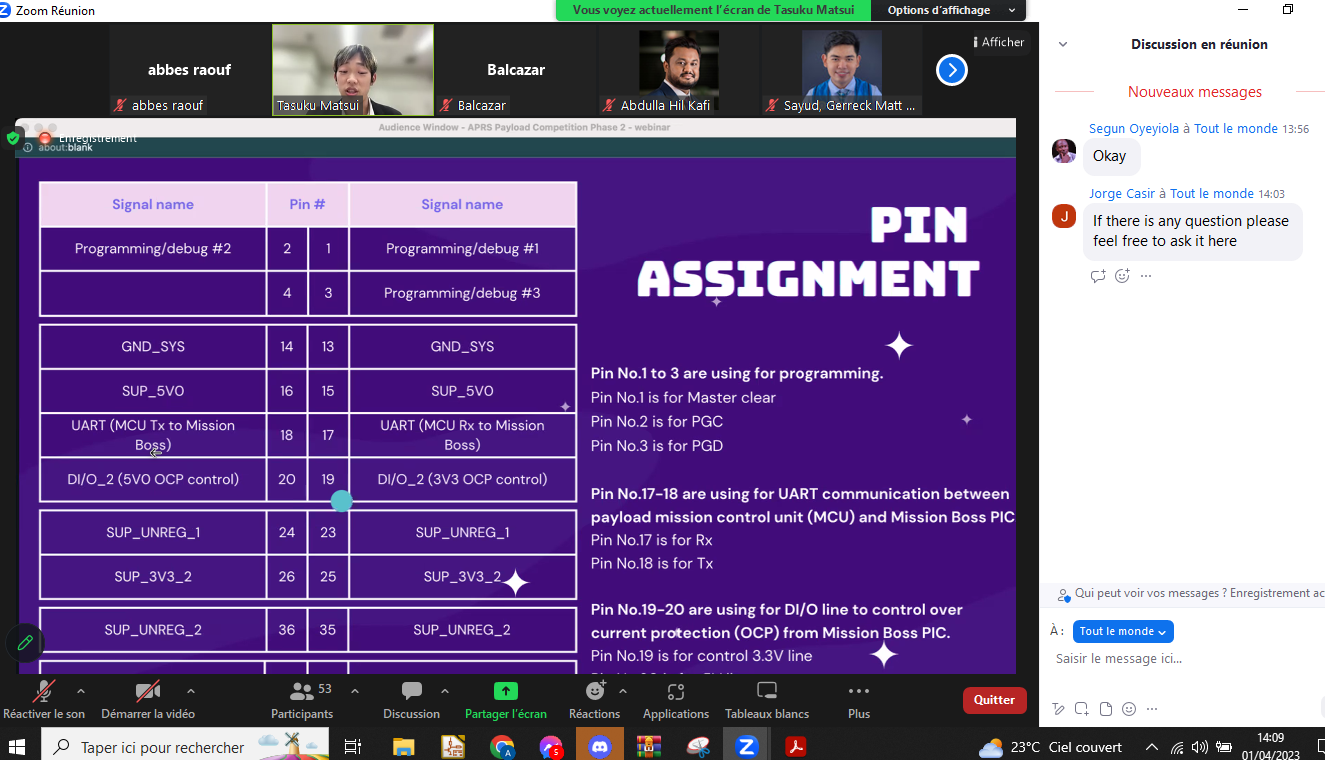 Zoom Réunion
Vous voyez actuellement l'écran de Tasuku Matsui
Options d'affichage
abbes raouf
abbes raouf
Tasuku Matsui
Balcazar
Balcazar
Abdulla Hil Kafi
Sayud, Gerreck Matt ...
Afficher
Audience Window - APRS Payload Competition Phase 2 - webinar
Enregistrement
about:blank
Signal name Pin # Signal name
Programming/debug #2 2 1 Programming/debug #1
4 3 Programming/debug #3
GND_SYS 14 13 GND_SYS
SUP_5V0 16 15 SUP_5V0
UART (MCU Tx to Mission
Boss) 18 17 UART (MCU Rx to Mission
Boss)
DI/O_2 (5V0 OCP control) 20 19 DI/O_2 (3V3 OCP control)
SUP_UNREG_1 24 23 SUP_UNREG_1
SUP_3V3_2 26 25 SUP_3V3_2
SUP_UNREG_2 36 35 SUP_UNREG_2
PIN
ASSIGNMENT
Pin No.1 to 3 are using for programming.
Pin No.1 is for Master clear
Pin No.2 is for PGC
Pin No.3 is for PGD
Pin No.17-18 are using for UART communication between
payload mission control unit (MCU) and Mission Boss PIC
Pin No.17 is for Rx
Pin No.18 is for Tx
Pin No.19-20 are using for DI/O line to control over
current protection (OCP) from Mission Boss PIC.
Pin No.19 is for control 3.3V line
Discussion en réunion
Nouveaux messages
Segun Oyeyiola à Tout le monde 13:56
Okay
Jorge Casir à Tout le monde 14:03
J
If there is any question please
feel free to ask it here
Qui peut voir vos messages ? Enregistrement ac
À : Tout le monde
Saisir le message ici...
Réactiver le son
Démarrer la vidéo
53
Participants
Discussion
Partager l'écran
Réactions
Applications
Tableaux blancs
Plus
Quitter
Taper ici pour rechercher
A
5
23°C Ciel couvert
14:09
01/04/2023